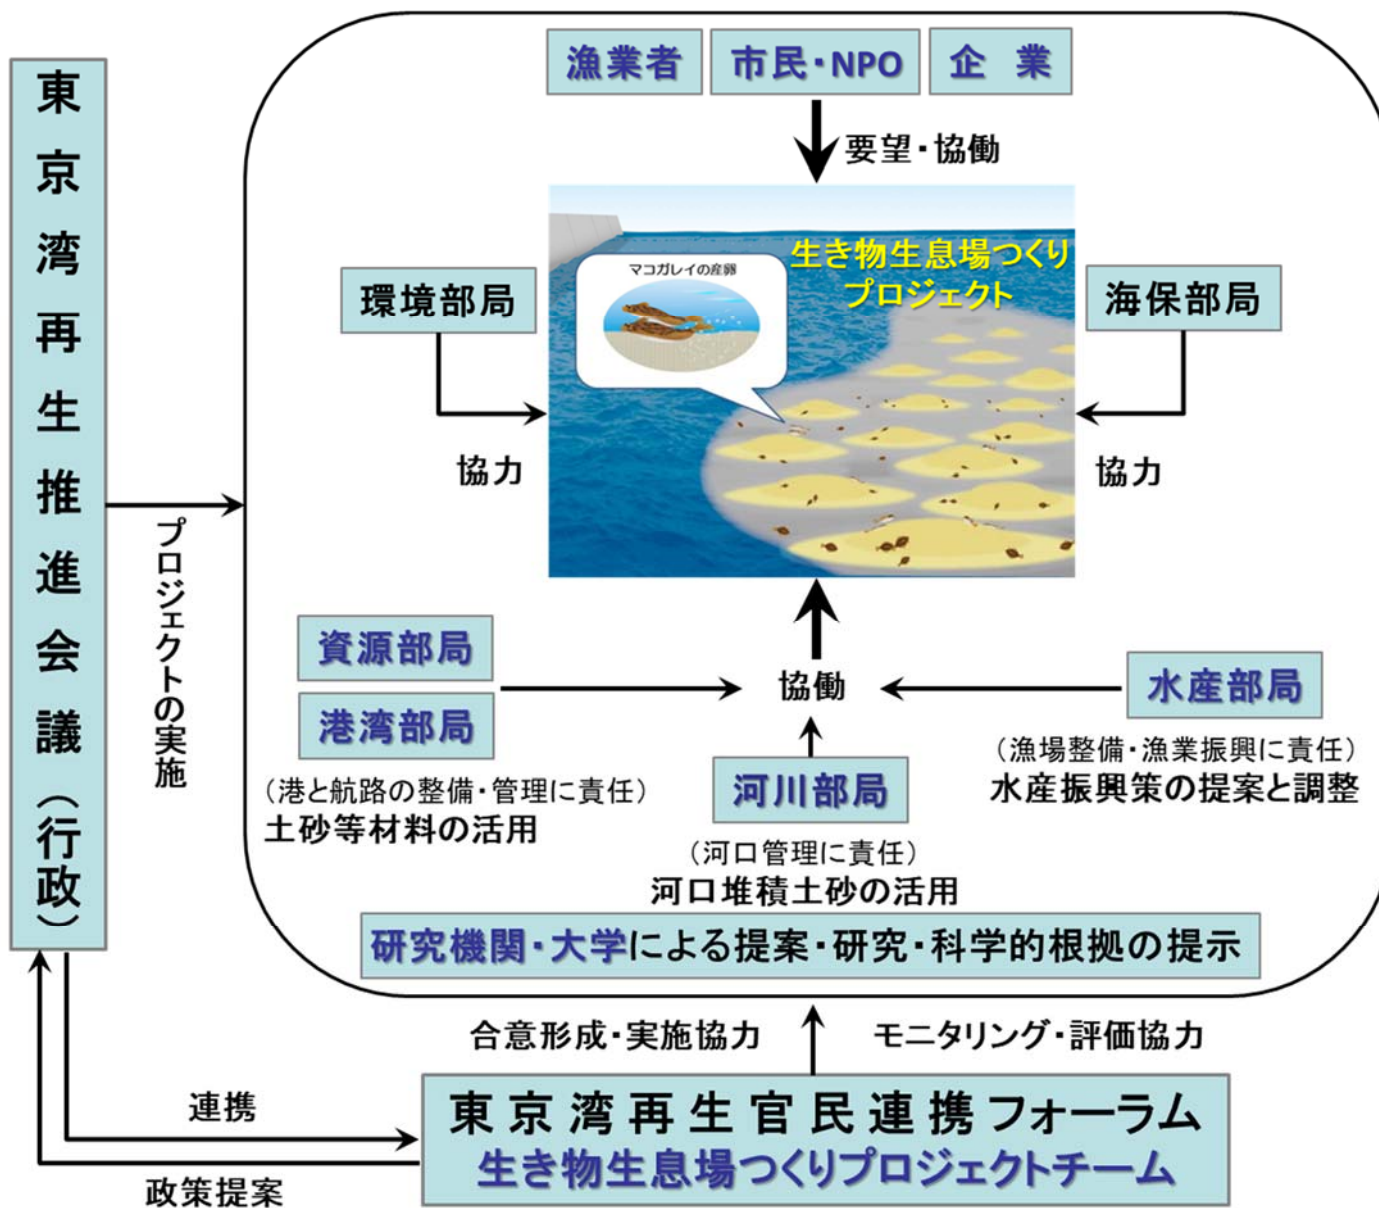 東京湾再生推進会議（行政）
漁業者
市民・NPO
企　業
要望・協働
生き物生息場つくり
プロジェクト
マコガレイの産卵
環境部局
海保部局
協力
協力
プロジェクトの実施
資源部局
港湾部局
（港と航路の整備・管理に責任）
土砂等材料の活用
協働
河川部局
（河口管理に責任）
河口堆積土砂の活用
水産部局
（漁場整備・漁業振興に責任）
水産振興策の提案と調整
研究機関・大学による提案・研究・科学的根拠の提示
合意形成・実施協力
モニタリング・評価協力
連携
政策提案
東京湾再生官民連携フォーラム
生き物生息場つくりプロジェクトチーム